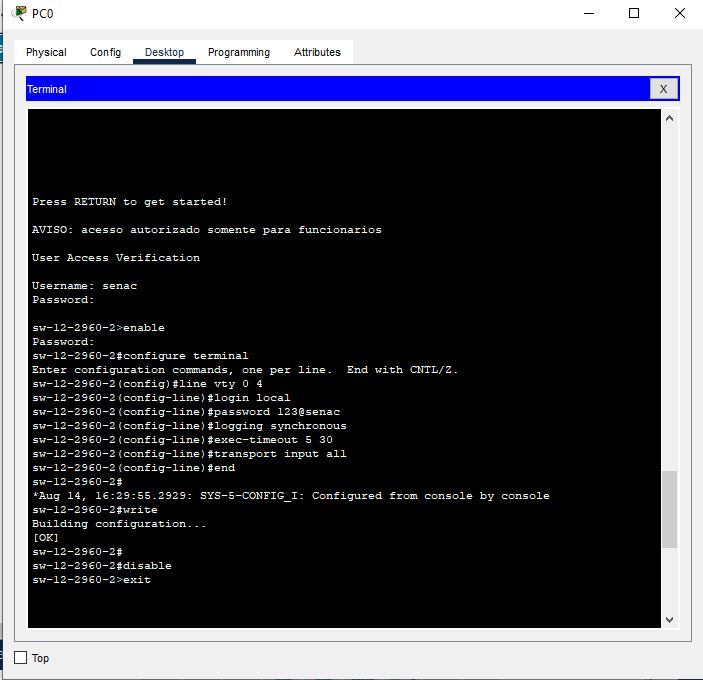 PC0
Physical Config Desktop Programming Attributes
Terminal X
Press RETURN to get started!
AVISO: acesso autorizado somente para funcionarios
User Access Verification
Username: senac
Password:
sw-12-2960-2>enable
Password:
sw-12-2960-2#configure terminal
Enter configuration commands, one per line.  End with CNTL/Z.
sw-12-2960-2(config)#line vty 0 4
sw-12-2960-2(config-line)#login local
sw-12-2960-2(config-line)#password 123@senac
sw-12-2960-2(config-line)#logging synchronous
sw-12-2960-2(config-line)#exec-timeout 5 30
sw-12-2960-2(config-line)#transport input all
sw-12-2960-2(config-line)#end
sw-12-2960-2#
*Aug 14, 16:29:55.2929: SYS-5-CONFIG_I: Configured from console by console
sw-12-2960-2#write
Building configuration...
[OK]
sw-12-2960-2#
sw-12-2960-2#disable
sw-12-2960-2>exit
Top